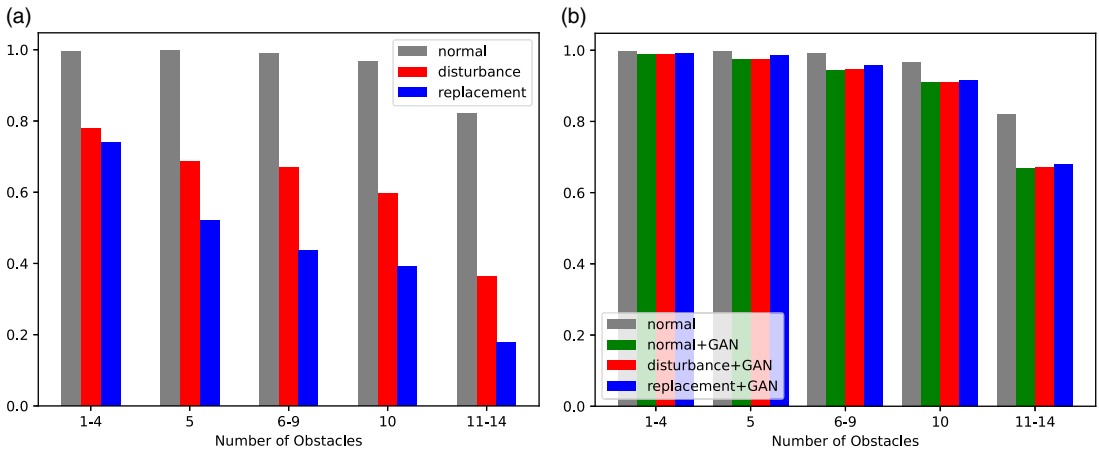 (a)
1.0
0.8
0.6
0.4
0.2
0.0
normal
disturbance
replacement
1-4 5 6-9 10 11-14
Number of Obstacles
(b)
1.0
0.8
0.6
0.4
0.2
0.0
normal
normal+GAN
disturbance+GAN
replacement+GAN
1-4 5 6-9 10 11-14
Number of Obstacles